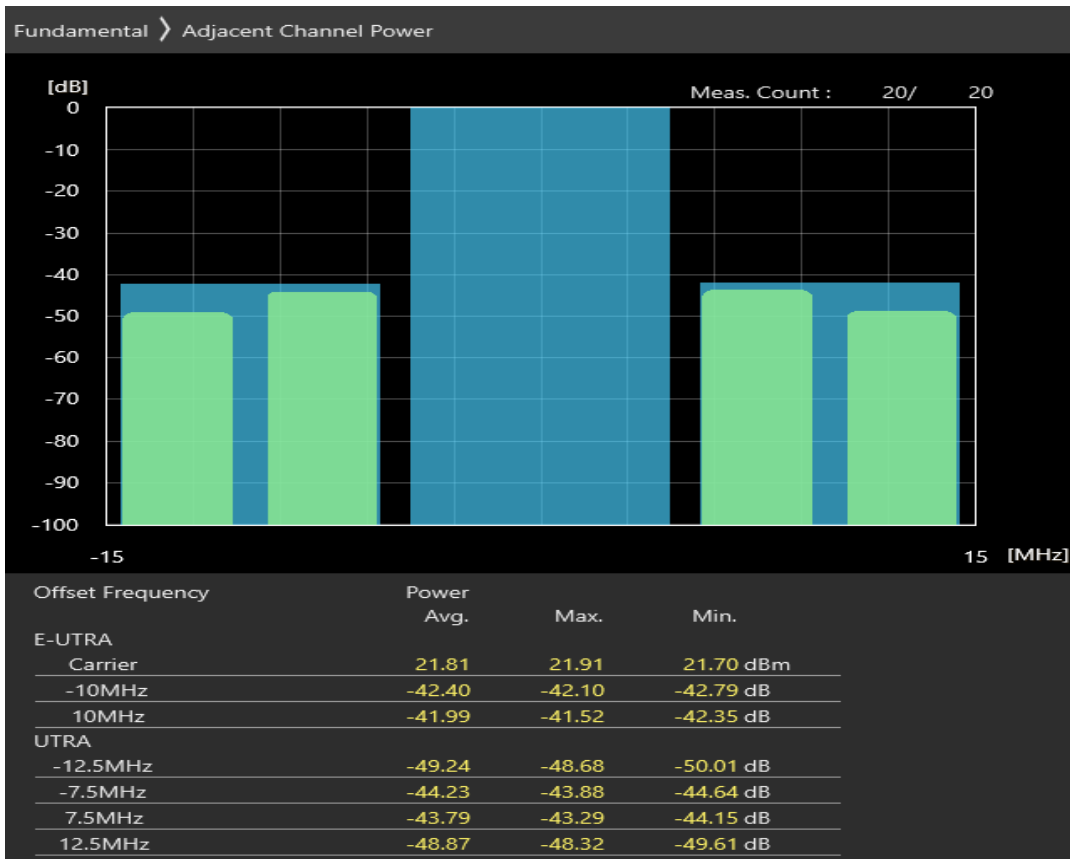 Fundamental 〉 Adjacent Channel Power
[dB]
Meas. Count : 20/ 20
0
-10
-20
-30
-40
-50
-60
-70
-80
-90
-100
-15 15 [MHz]
Offset Frequency Power
Avg. Max. Min.
E-UTRA
Carrier 21.81 21.91 21.70 dBm
-10MHz -42.40 -42.10 -42.79 dB
10MHz -41.99 -41.52 -42.35 dB
UTRA
-12.5MHz -49.24 -48.68 -50.01 dB
-7.5MHz -44.23 -43.88 -44.64 dB
7.5MHz -43.79 -43.29 -44.15 dB
12.5MHz -48.87 -48.32 -49.61 dB